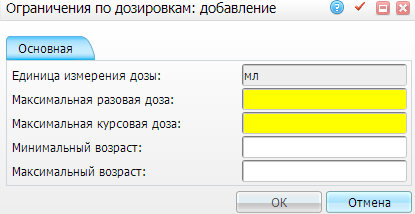 Ограничения по дозировкам: добавление
Основная
Единица измерения дозы: мл
Максимальная разовая доза:
Максимальная курсовая доза:
Минимальный возраст:
Максимальный возраст:
ОК Отмена